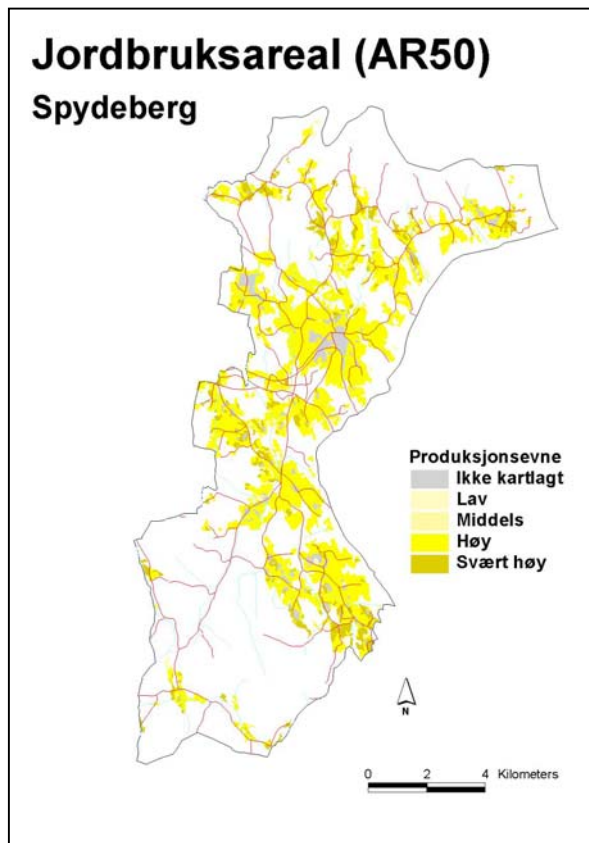 Jordbruksareal (AR50)
Spydeberg
Produksjonsevne
Ikke kartlagt
Lav
Middels
Høy
Svært høy
N
0 2 4 Kilometers